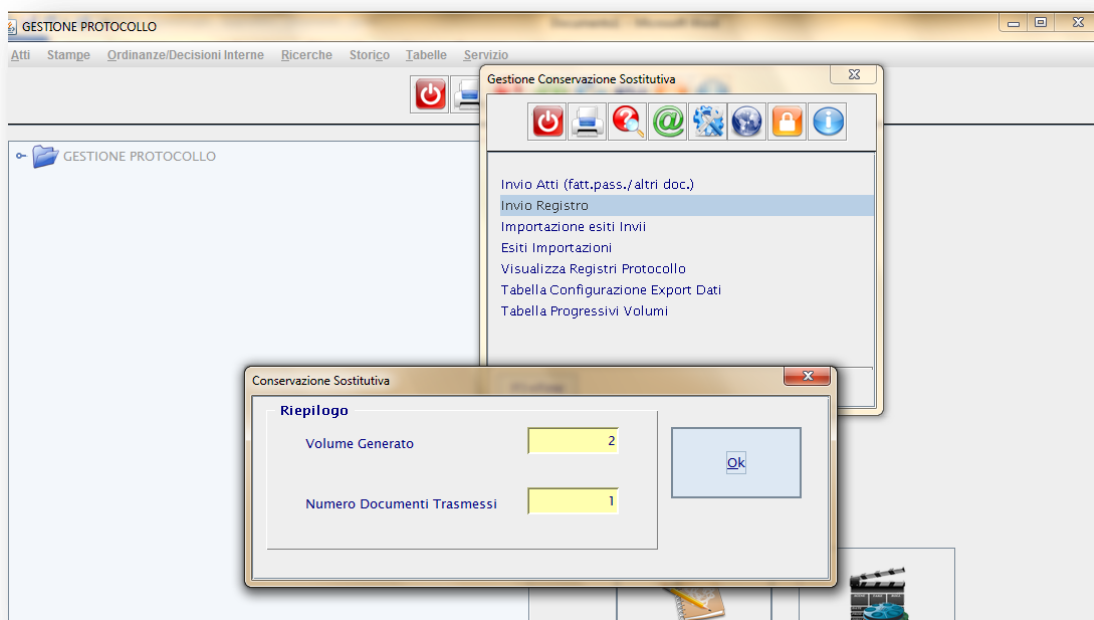 GESTIONE PROTOCOLLO
Atti Stampe Ordinanze/Decisioni Interne Ricerche Storico Tabelle Servizio
GESTIONE PROTOCOLLO
Gestione Conservazione Sostitutiva
Invio Atti (fatt.pass./altri doc.)
Invio Registro
Importazione esiti Invii
Esiti Importazioni
Visualizza Registri Protocollo
Tabella Configurazione Export Dati
Tabella Progressivi Volumi
Conservazione Sostitutiva
Riepilogo
Volume Generato 2
Ok
Numero Documenti Trasmessi 1